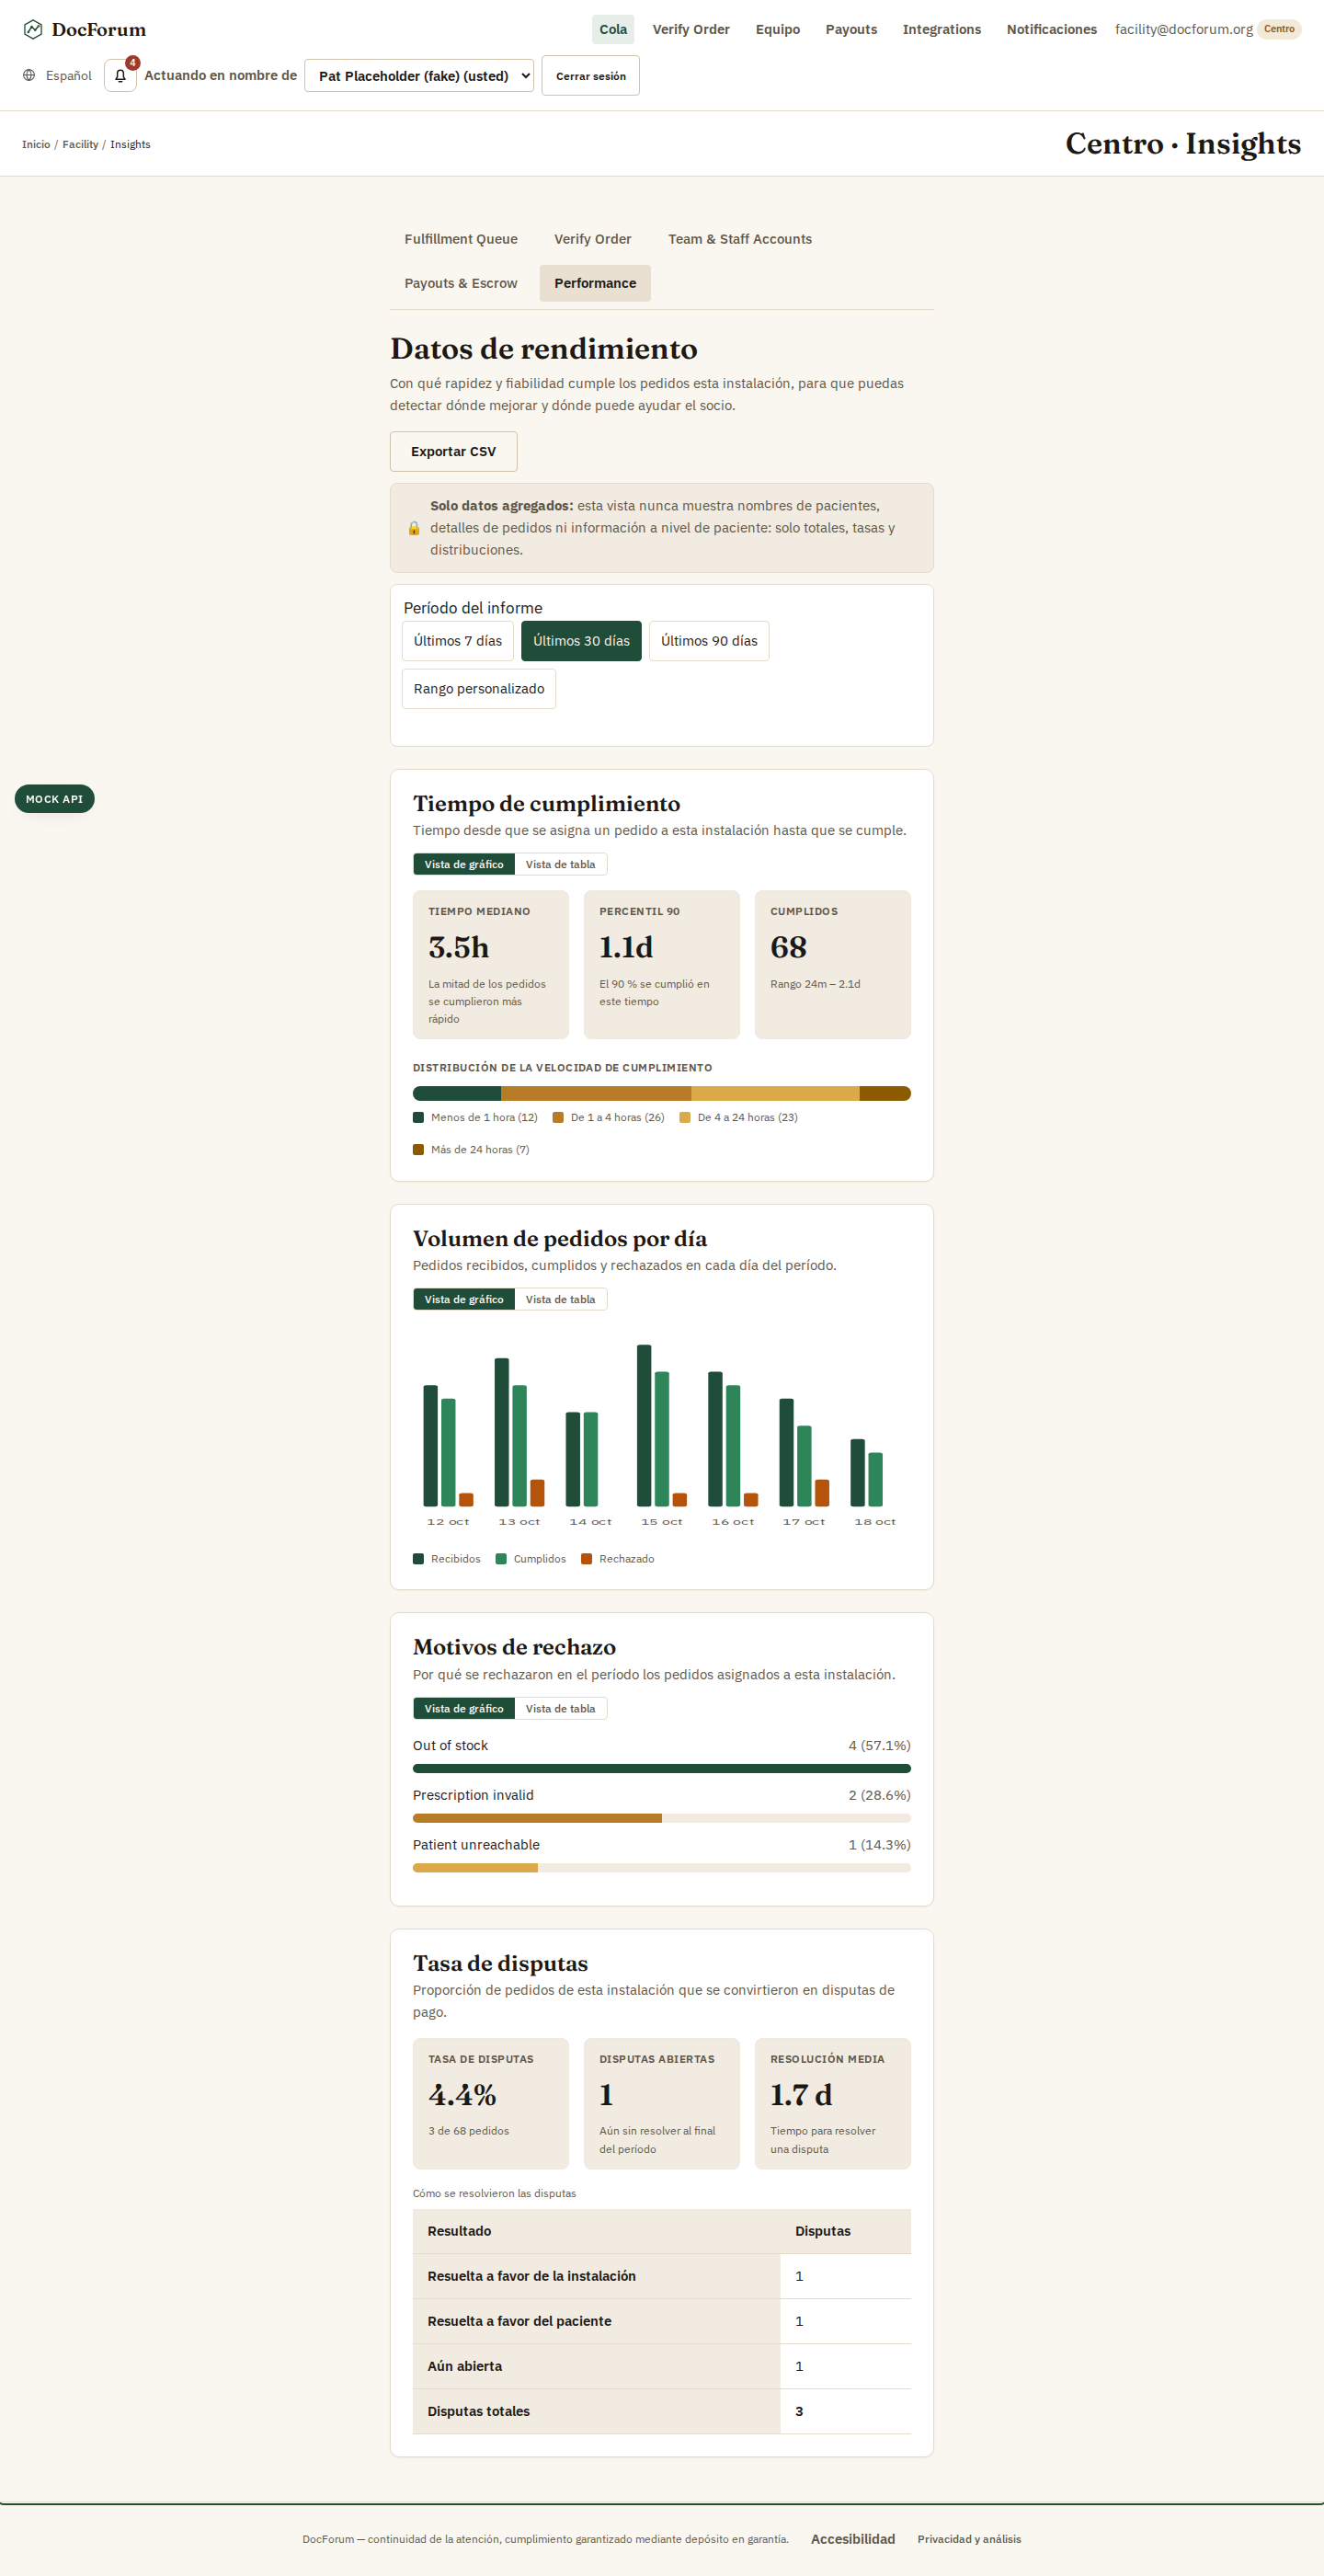 DocForum
Cola Verify Order Equipo Payouts Integrations Notificaciones facility@docforum.org Centro
Español 4 Actuando en nombre de Pat Placeholder (fake) (usted) Cerrar sesión
Inicio / Facility / Insights
Centro · Insights
Fulfillment Queue Verify Order Team & Staff Accounts
Payouts & Escrow Performance
Datos de rendimiento
Con qué rapidez y fiabilidad cumple los pedidos esta instalación, para que puedas
detectar dónde mejorar y dónde puede ayudar el socio.
Exportar CSV
Solo datos agregados: esta vista nunca muestra nombres de pacientes,
detalles de pedidos ni información a nivel de paciente: solo totales, tasas y
distribuciones.
Período del informe
Últimos 7 días Últimos 30 días Últimos 90 días
Rango personalizado
MOCK API
Tiempo de cumplimiento
Tiempo desde que se asigna un pedido a esta instalación hasta que se cumple.
Vista de gráfico Vista de tabla
TIEMPO MEDIANO
3.5h
La mitad de los pedidos
se cumplieron más
rápido
PERCENTIL 90
1.1d
El 90 % se cumplió en
este tiempo
CUMPLIDOS
68
Rango 24m – 2.1d
DISTRIBUCIÓN DE LA VELOCIDAD DE CUMPLIMIENTO
Menos de 1 hora (12) De 1 a 4 horas (26) De 4 a 24 horas (23)
Más de 24 horas (7)
Volumen de pedidos por día
Pedidos recibidos, cumplidos y rechazados en cada día del período.
Vista de gráfico Vista de tabla
12 oct 13 oct 14 oct 15 oct 16 oct 17 oct 18 oct
Recibidos Cumplidos Rechazado
Motivos de rechazo
Por qué se rechazaron en el período los pedidos asignados a esta instalación.
Vista de gráfico Vista de tabla
Out of stock 4 (57.1%)
Prescription invalid 2 (28.6%)
Patient unreachable 1 (14.3%)
Tasa de disputas
Proporción de pedidos de esta instalación que se convirtieron en disputas de
pago.
TASA DE DISPUTAS
4.4%
3 de 68 pedidos
DISPUTAS ABIERTAS
1
Aún sin resolver al final
del período
RESOLUCIÓN MEDIA
1.7 d
Tiempo para resolver
una disputa
Cómo se resolvieron las disputas
Resultado Disputas
Resuelta a favor de la instalación 1
Resuelta a favor del paciente 1
Aún abierta 1
Disputas totales 3
DocForum — continuidad de la atención, cumplimiento garantizado mediante depósito en garantía. Accesibilidad Privacidad y análisis